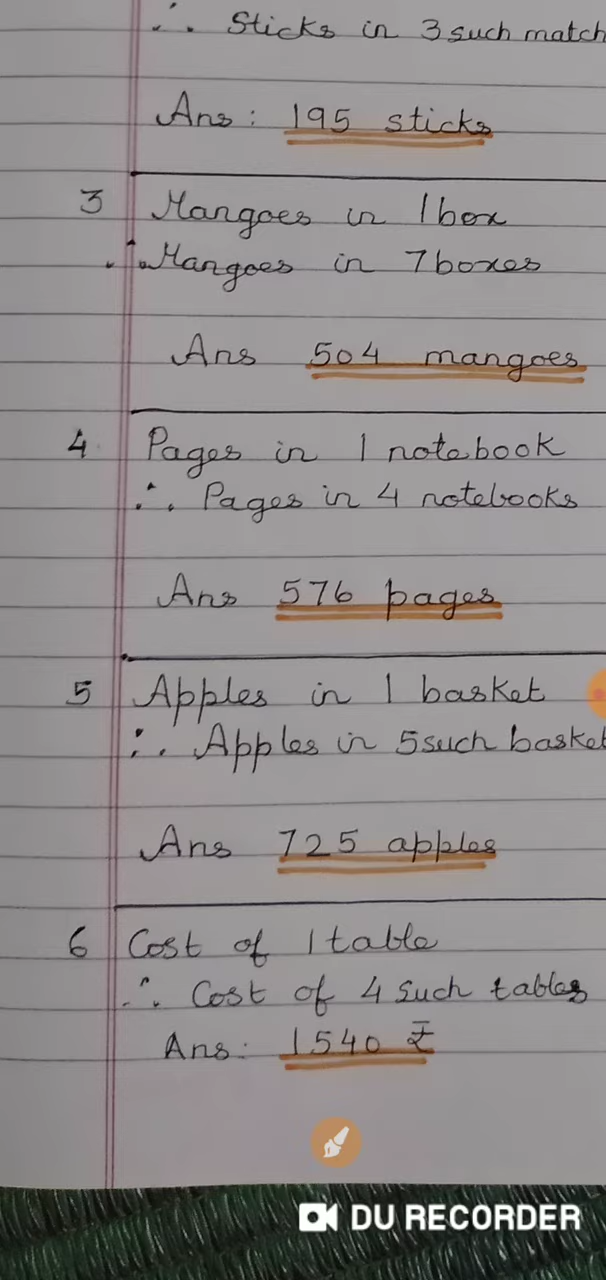 ∴ Sticks in 3 such match
Ans: 195 sticks
3 Mangoes in 1 box
∴ Mangoes in 7 boxes
Ans 504 mangoes
4 Pages in 1 notebook
∴ Pages in 4 notebooks
Ans 576 pages
5 Apples in 1 basket
∴ Apples in 5 such basket
Ans 725 apples
6 Cost of 1 table
∴ Cost of 4 such tables
Ans: 1540 ₹
DU RECORDER